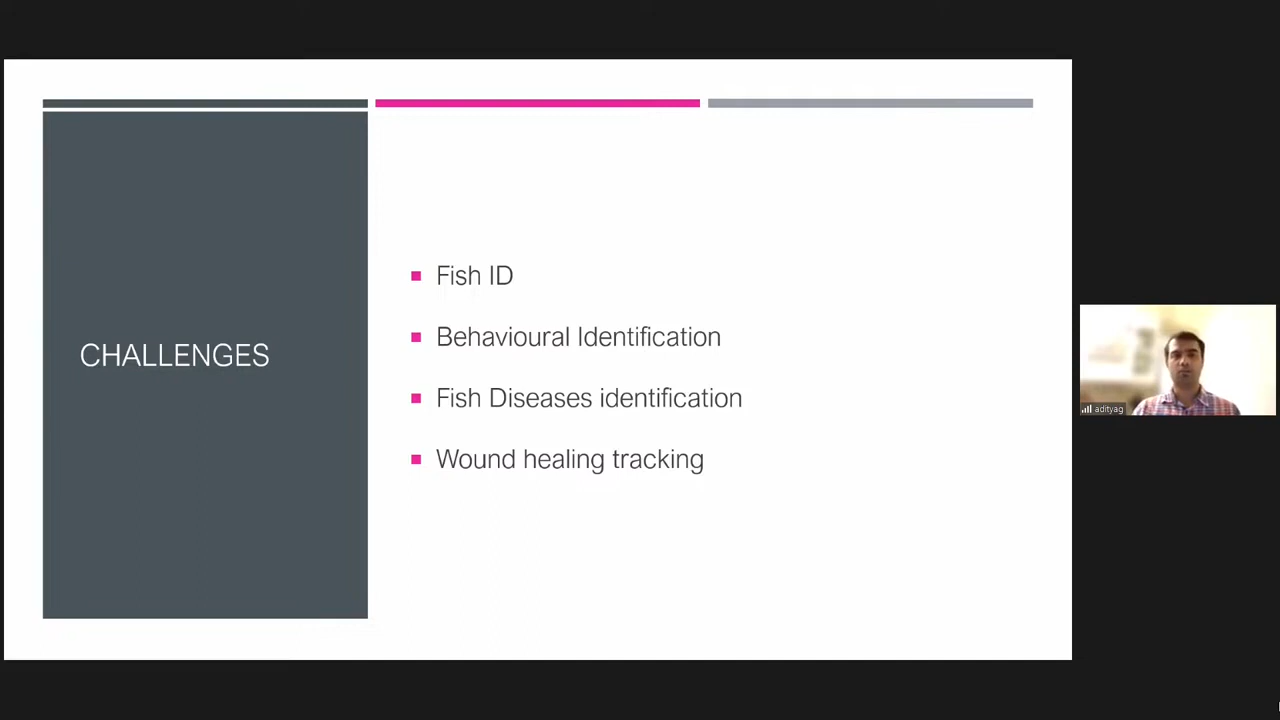 CHALLENGES
Fish ID
Behavioural Identification
Fish Diseases identification
Wound healing tracking
adityag